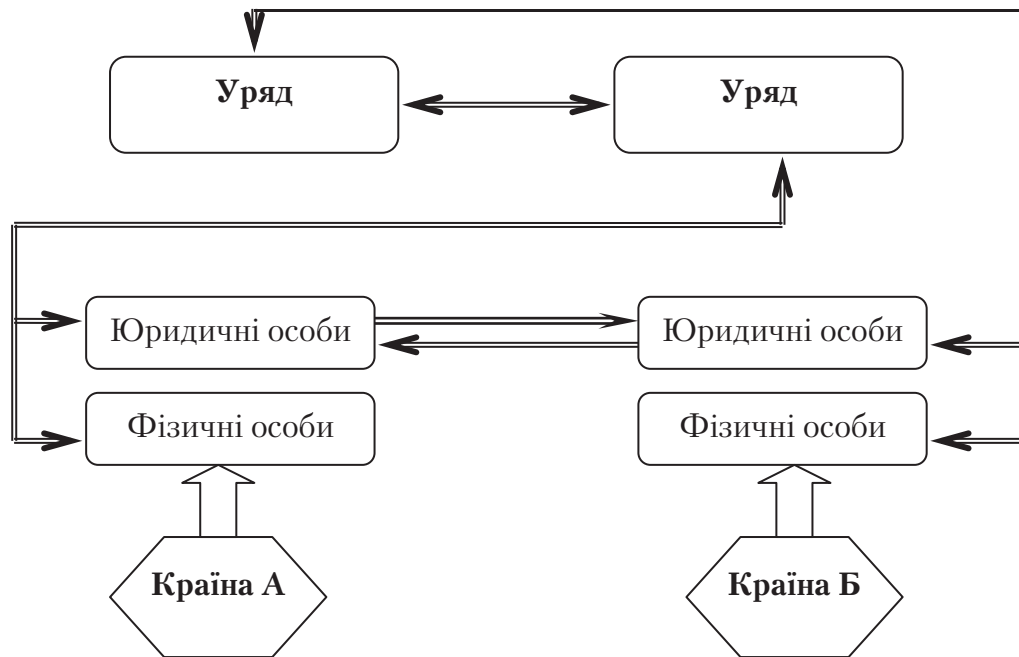 Уряд
Уряд
Юридичні особи
Юридичні особи
Фізичні особи
Фізичні особи
Країна А
Країна Б